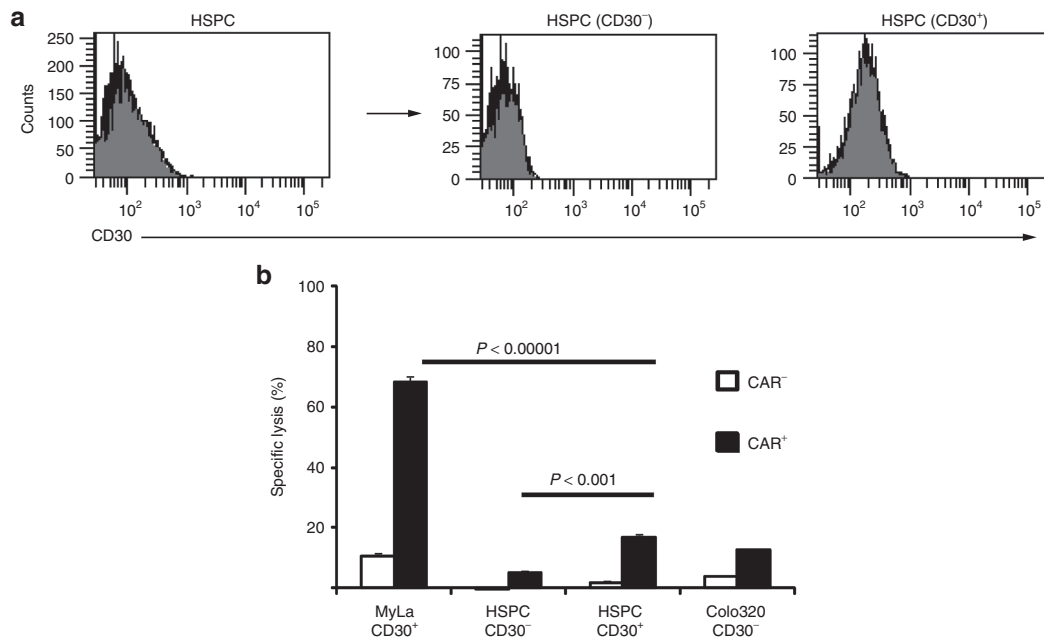 a
HSPC
HSPC (CD30⁻)
HSPC (CD30⁺)
Counts
250
200
150
100
50
0
10² 10³ 10⁴ 10⁵
100
75
50
25
0
10² 10³ 10⁴ 10⁵
100
75
50
25
0
10² 10³ 10⁴ 10⁵
CD30
b
Specific lysis (%)
100
80
60
40
20
P < 0.00001
P < 0.001
CAR⁻
CAR⁺
MyLa
CD30⁺
HSPC
CD30⁻
HSPC
CD30⁺
Colo320
CD30⁻